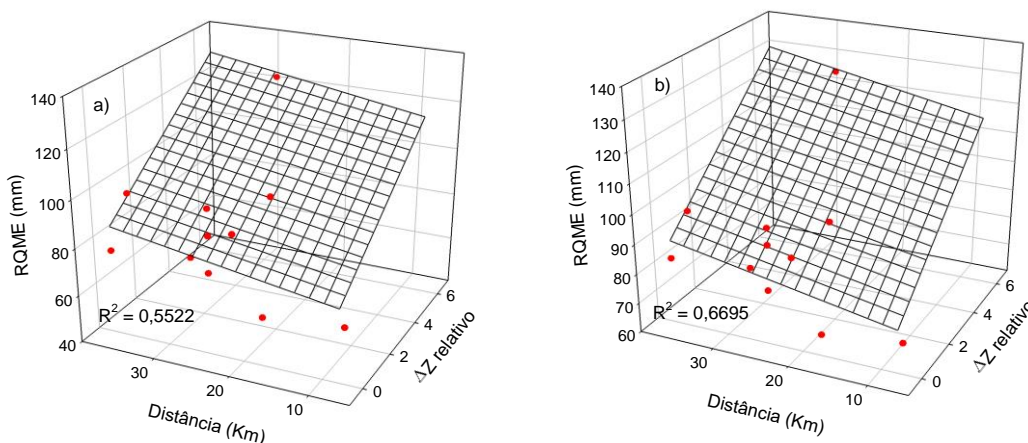 a)
140
120
100
80
60
40
RQME (mm)
R² = 0,5522
30
20
10
Distância (Km)
0
2
4
6
ΔZ relativo
b)
140
130
120
110
100
90
80
70
60
RQME (mm)
R² = 0,6695
30
20
10
Distância (Km)
0
2
4
6
ΔZ relativo